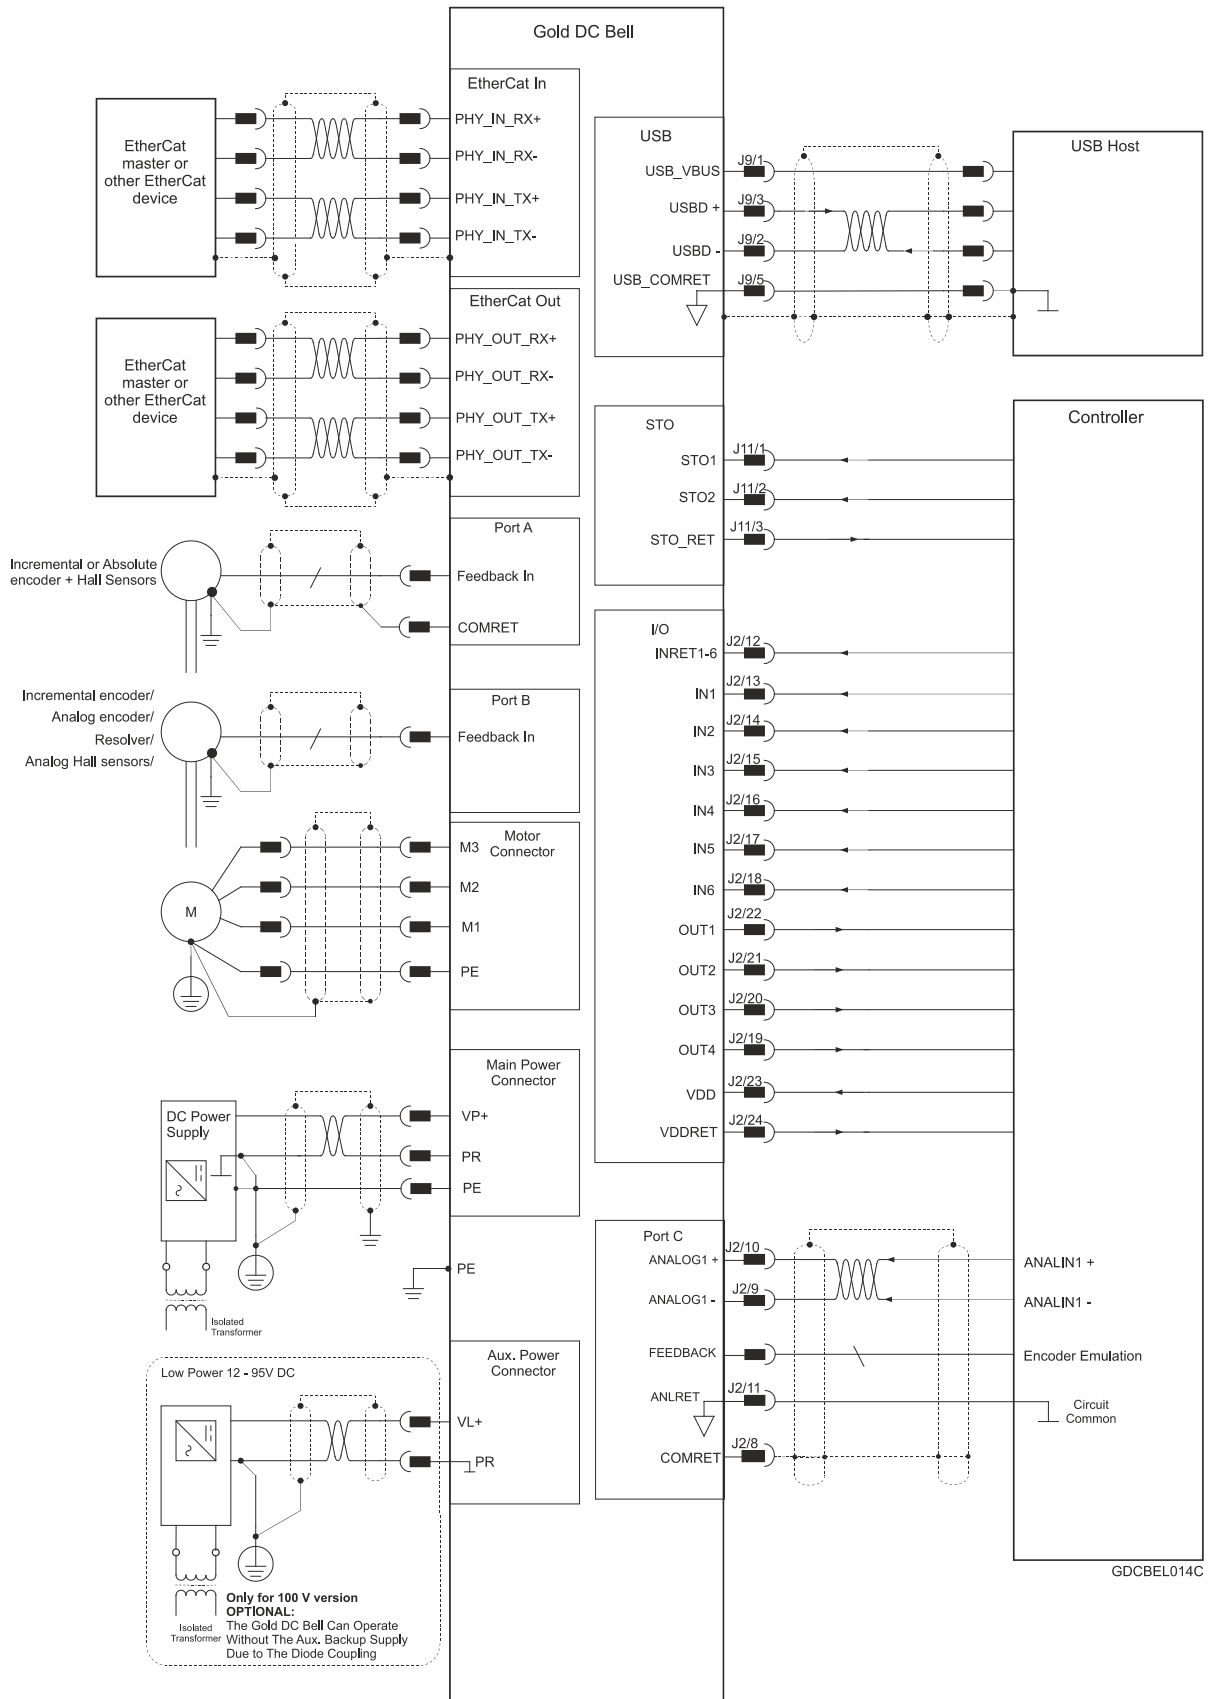 Gold DC Bell
EtherCat In
PHY_IN_RX+
PHY_IN_RX-
PHY_IN_TX+
PHY_IN_TX-
EtherCat
master or
other EtherCat
device
EtherCat Out
PHY_OUT_RX+
PHY_OUT_RX-
PHY_OUT_TX+
PHY_OUT_TX-
EtherCat
master or
other EtherCat
device
Port A
Feedback In
COMRET
Incremental or Absolute
encoder + Hall Sensors
Port B
Feedback In
Incremental encoder/
Analog encoder/
Resolver/
Analog Hall sensors/
Motor
Connector
M3
M2
M1
PE
M
Main Power
Connector
VP+
PR
PE
DC Power
Supply
Isolated
Transformer
PE
Aux. Power
Connector
VL+
PR
Low Power 12 - 95V DC
Isolated
Transformer
Only for 100 V version
OPTIONAL:
The Gold DC Bell Can Operate
Without The Aux. Backup Supply
Due to The Diode Coupling
USB
USB_VBUS
J9/1
USBD +
J9/3
USBD -
J9/2
USB_COMRET
J9/5
USB Host
STO
STO1
J11/1
STO2
J11/2
STO_RET
J11/3
Controller
I/O
INRET1-6
J2/12
IN1
J2/13
IN2
J2/14
IN3
J2/15
IN4
J2/16
IN5
J2/17
IN6
J2/18
OUT1
J2/22
OUT2
J2/21
OUT3
J2/20
OUT4
J2/19
VDD
J2/23
VDDRET
J2/24
Port C
ANALOG1 +
J2/10
ANALIN1 +
ANALOG1 -
J2/9
ANALIN1 -
FEEDBACK
Encoder Emulation
ANLRET
J2/11
Circuit
Common
COMRET
J2/8
GDCBEL014C